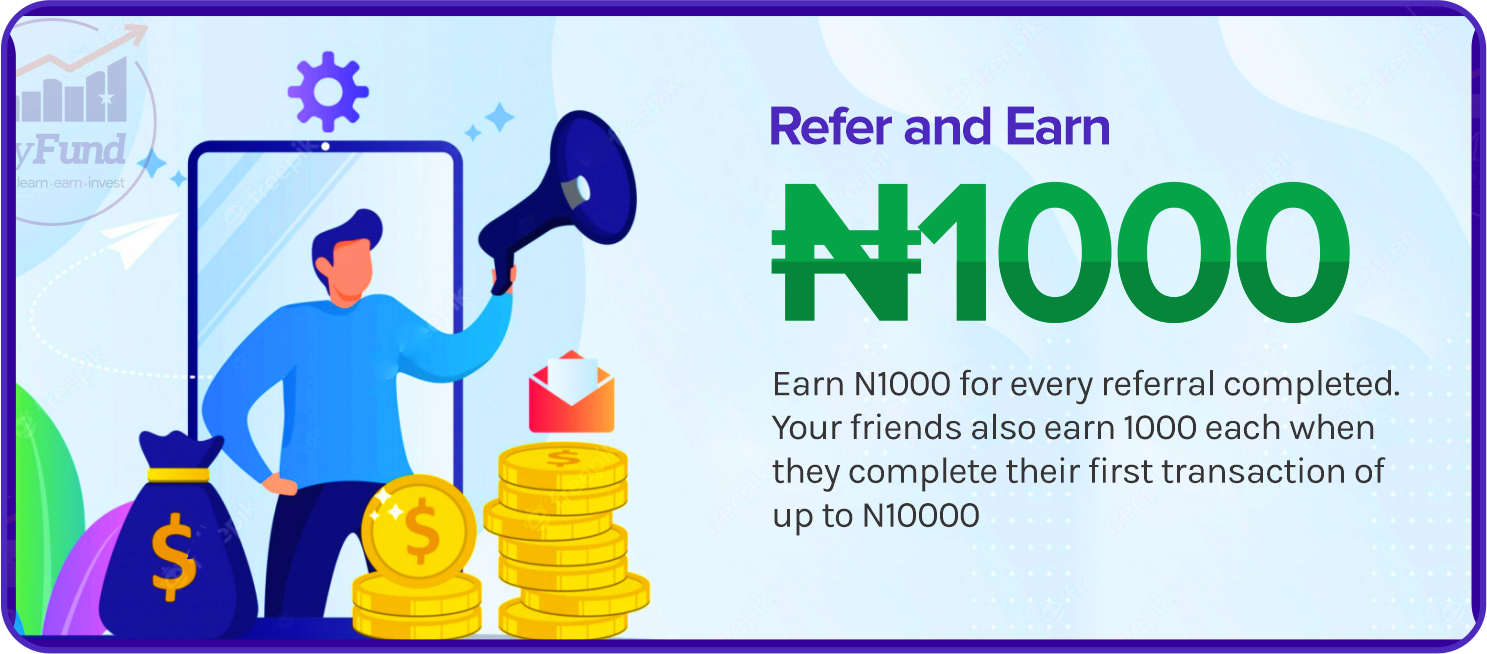 yFund
learn-earn-invest
Refer and Earn
₦1000
Earn N1000 for every referral completed.
Your friends also earn 1000 each when
they complete their first transaction of
up to N10000
$
$
$
freepik